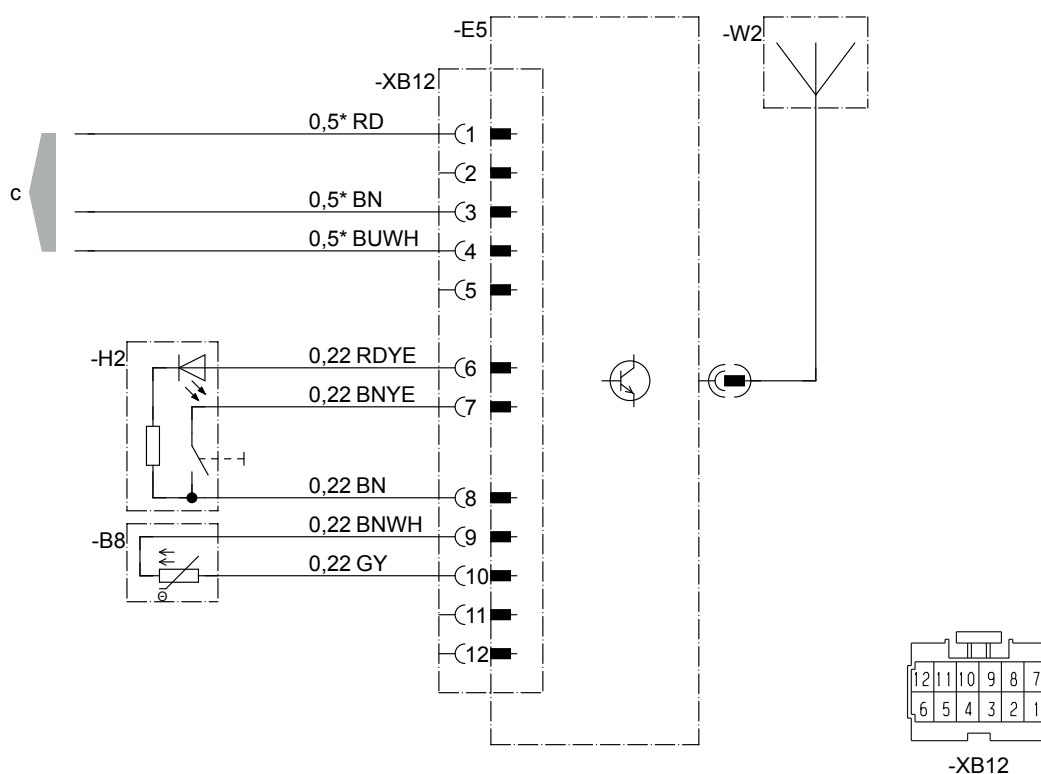 -E5
-W2
-XB12
0,5* RD
1
2
c
0,5* BN
3
0,5* BUWH
4
5
-H2
0,22 RDYE
6
0,22 BNYE
7
0,22 BN
8
-B8
0,22 BNWH
9
0,22 GY
10
11
12
12 11 10 9 8 7
6 5 4 3 2 1
-XB12